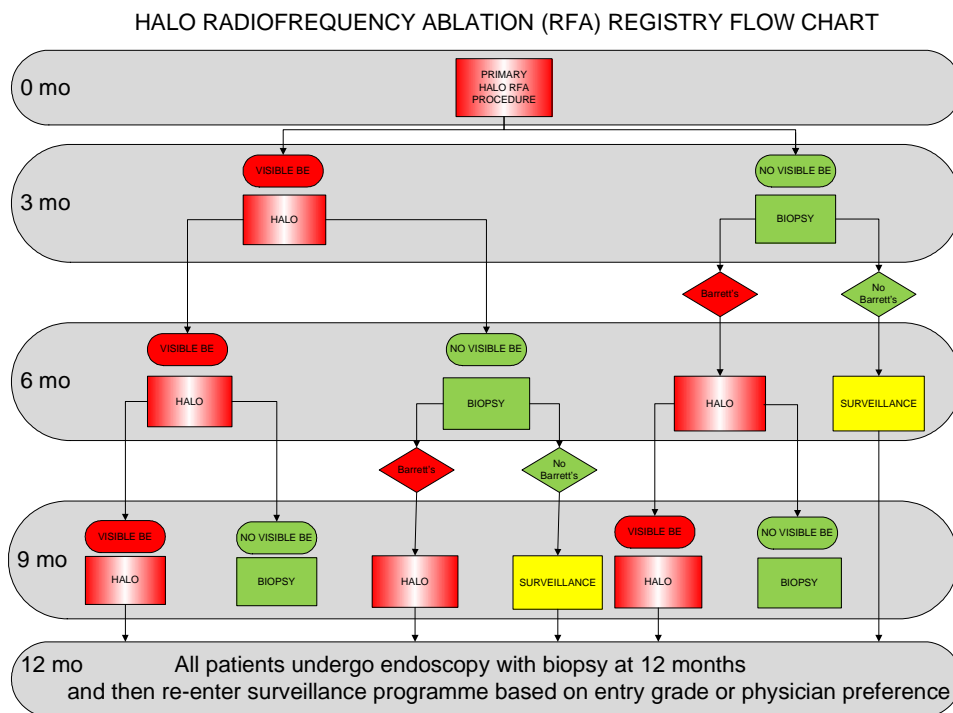 HALO RADIOFREQUENCY ABLATION (RFA) REGISTRY FLOW CHART
0 mo
PRIMARY
HALO RFA
PROCEDURE
VISIBLE BE
NO VISIBLE BE
3 mo
HALO
BIOPSY
Barrett's
No
Barrett's
VISIBLE BE
NO VISIBLE BE
6 mo
HALO
BIOPSY
HALO
SURVEILLANCE
Barrett's
No
Barrett's
VISIBLE BE
NO VISIBLE BE
VISIBLE BE
NO VISIBLE BE
9 mo
HALO
BIOPSY
HALO
SURVEILLANCE
HALO
BIOPSY
12 mo
All patients undergo endoscopy with biopsy at 12 months
and then re-enter surveillance programme based on entry grade or physician preference